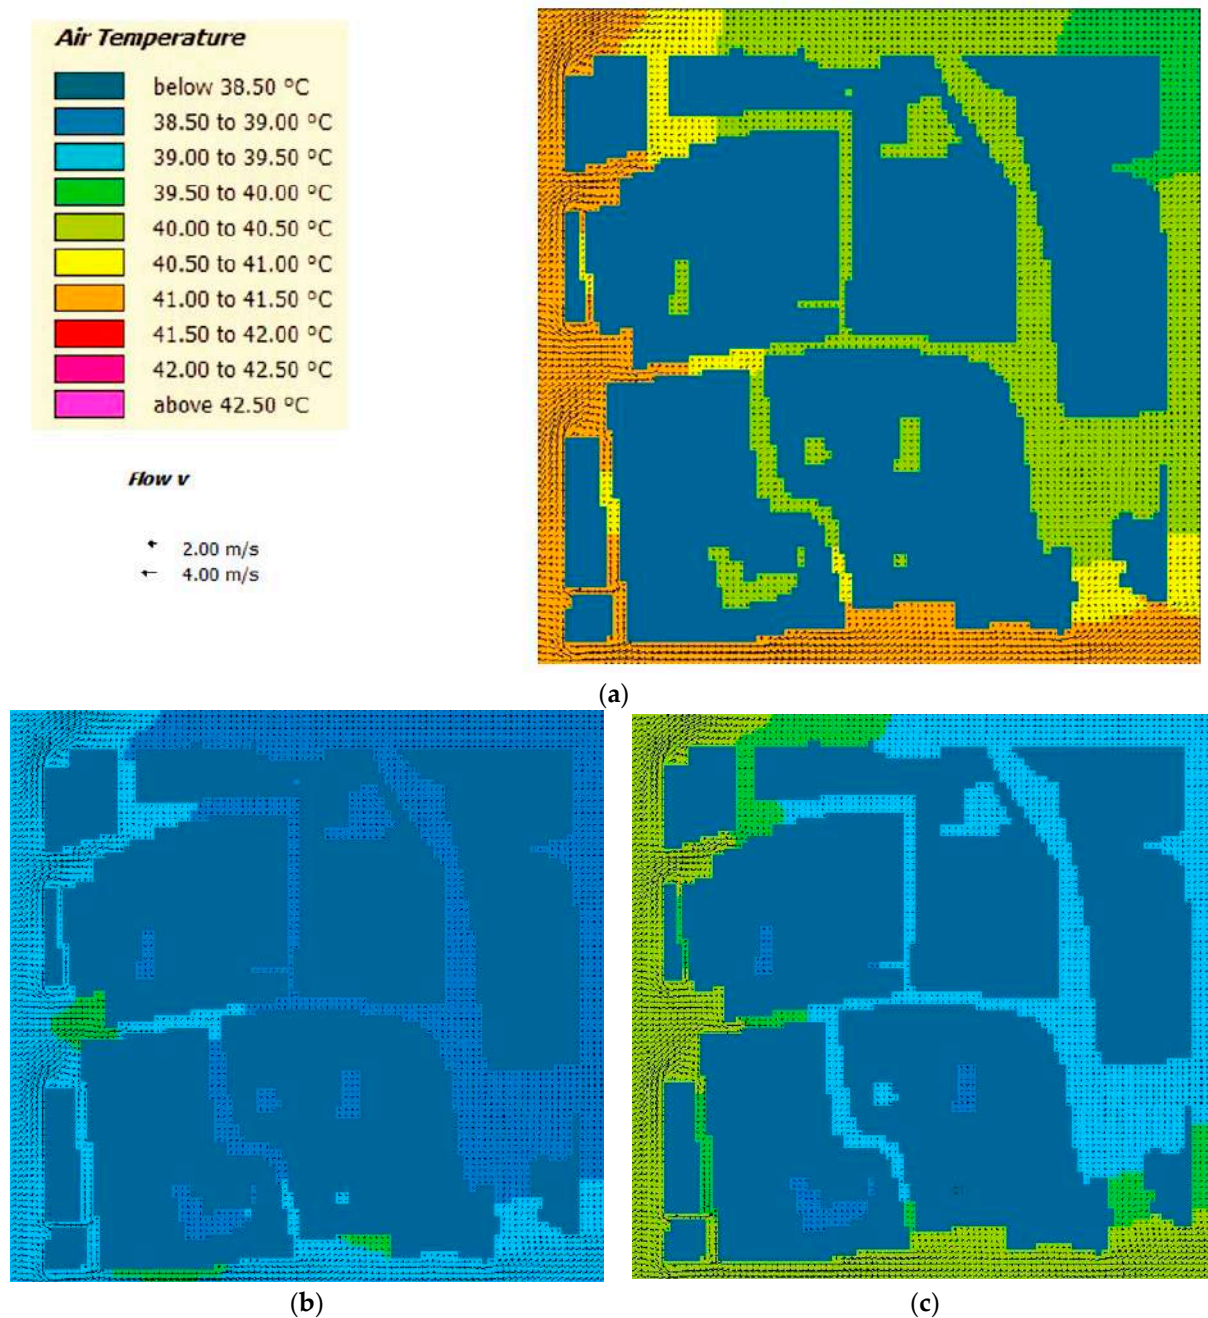 Air Temperature
below 38.50 °C
38.50 to 39.00 °C
39.00 to 39.50 °C
39.50 to 40.00 °C
40.00 to 40.50 °C
40.50 to 41.00 °C
41.00 to 41.50 °C
41.50 to 42.00 °C
42.00 to 42.50 °C
above 42.50 °C
Flow v
2.00 m/s
4.00 m/s
(a)
(b)
(c)